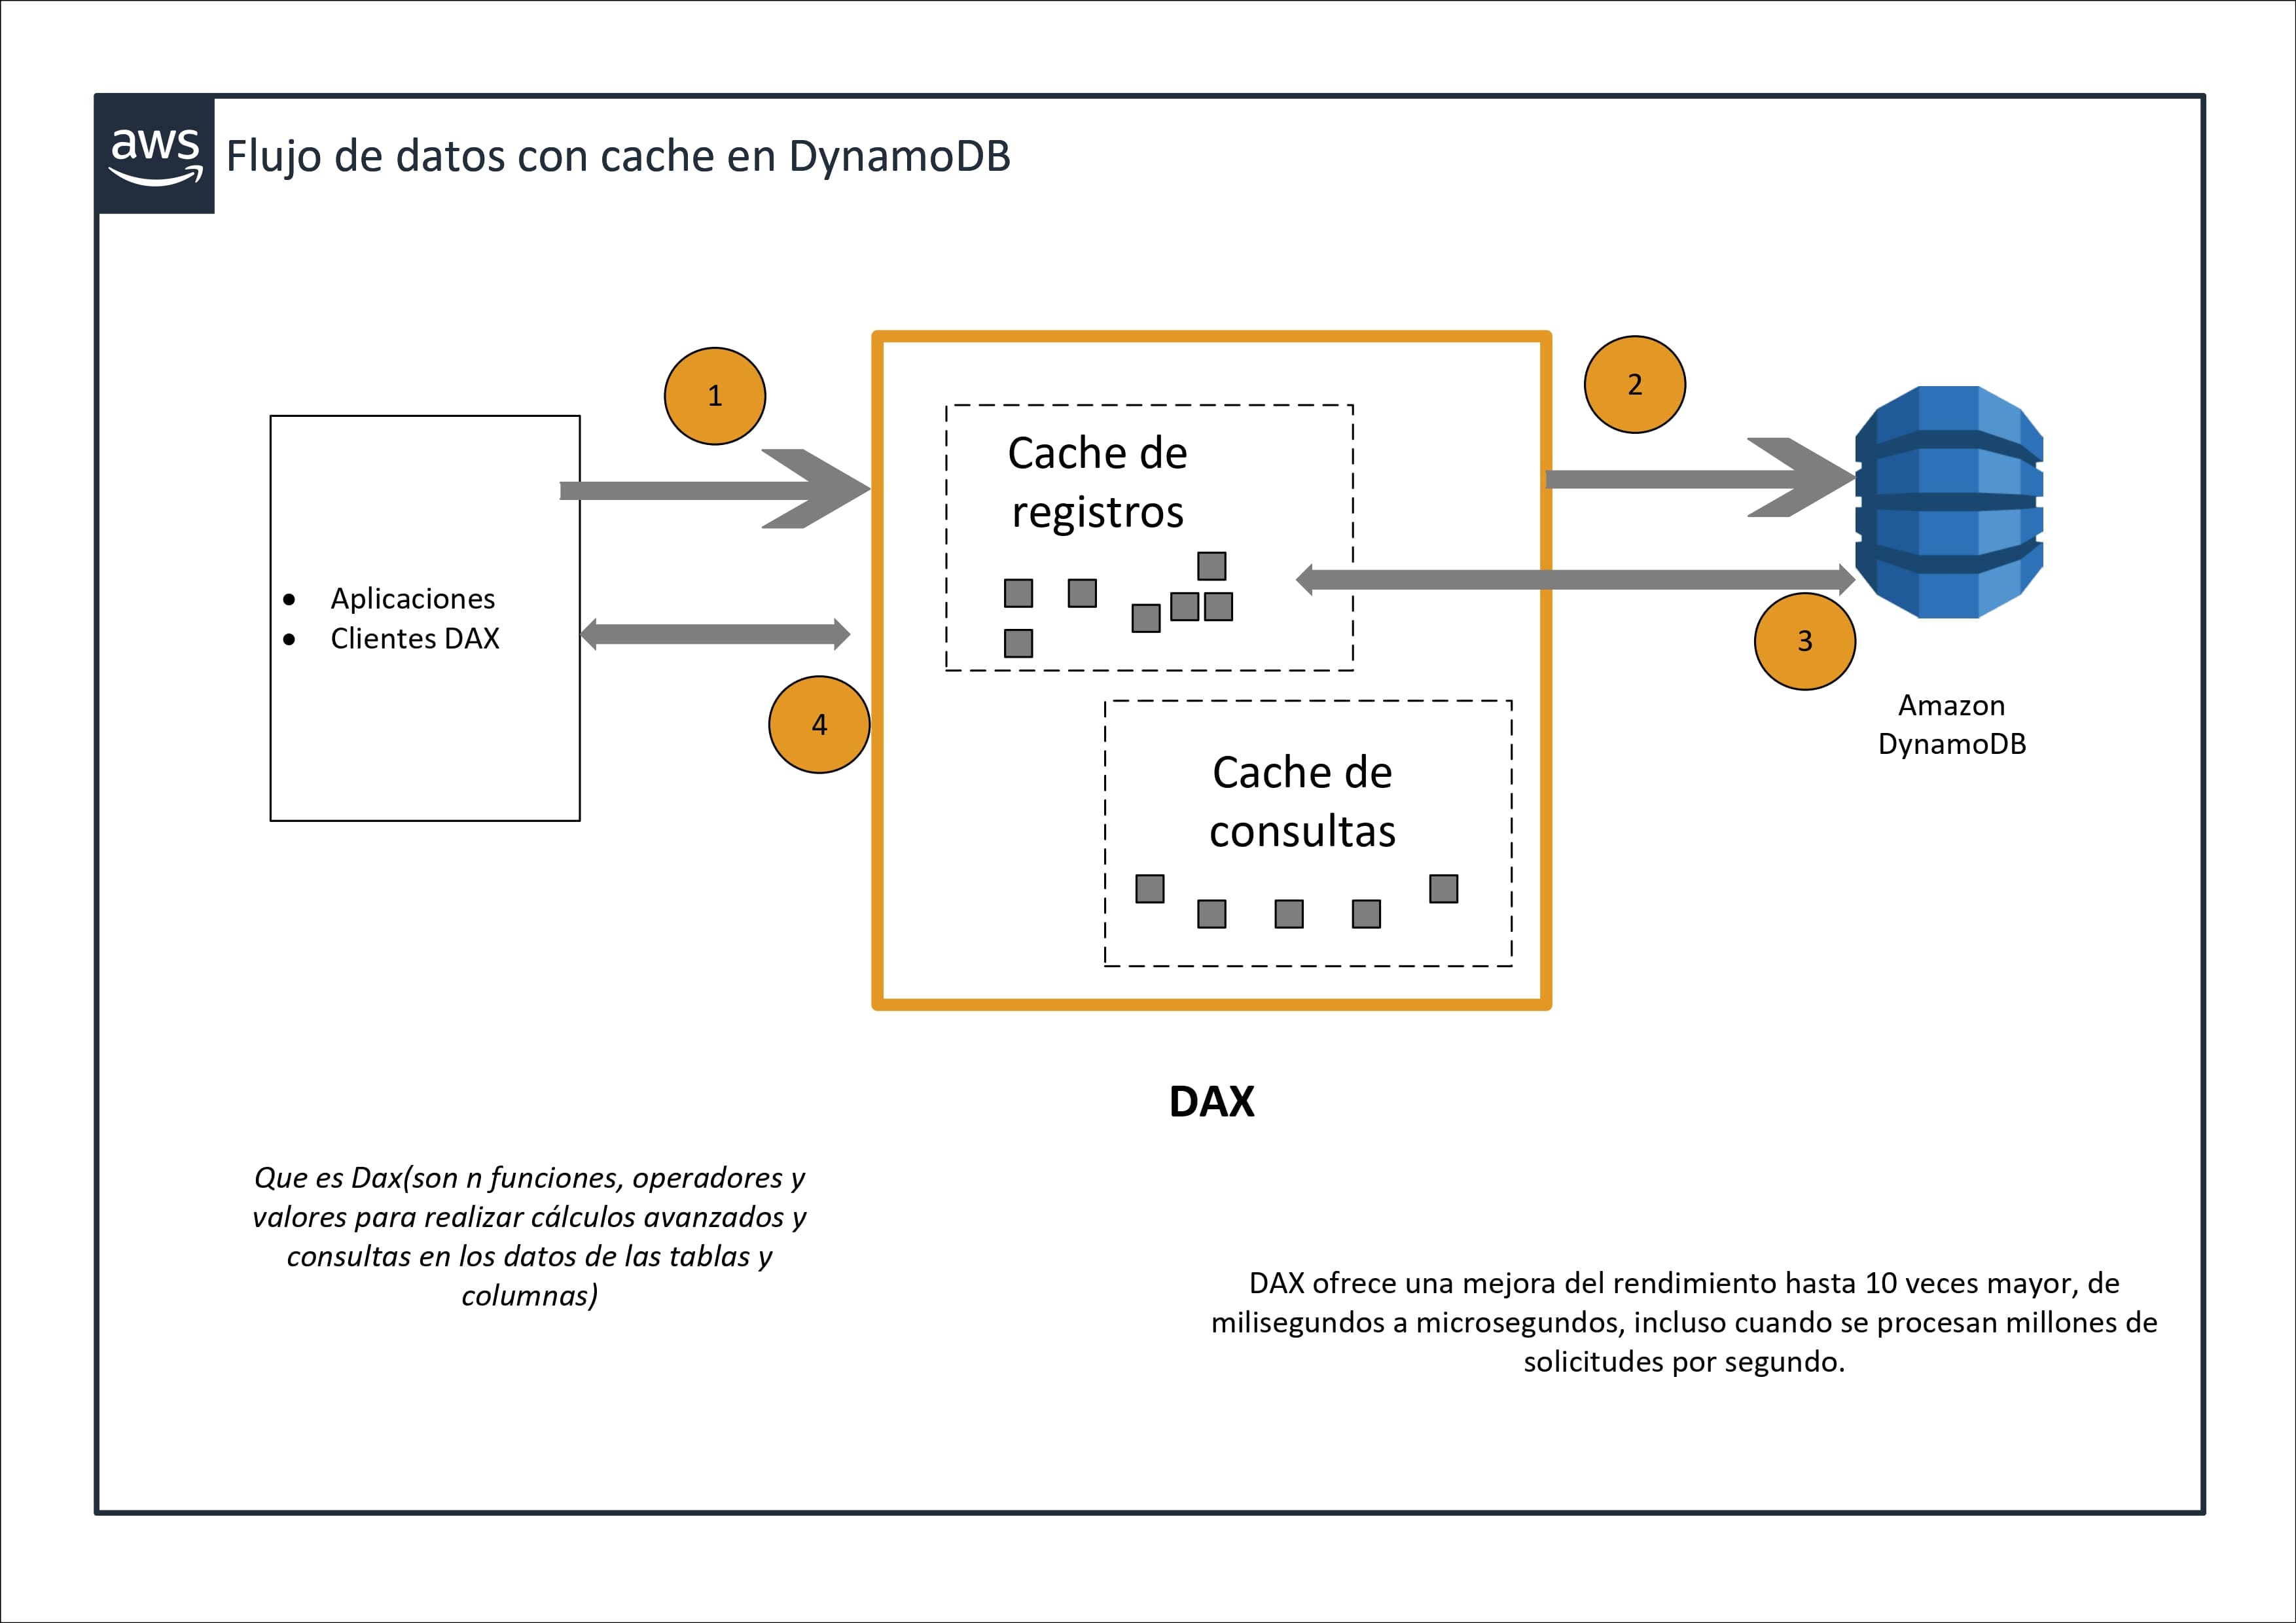 aws
Flujo de datos con cache en DynamoDB
1
2
Cache de
registros
Aplicaciones
Clientes DAX
3
4
Amazon
DynamoDB
Cache de
consultas
DAX
Que es Dax(son n funciones, operadores y
valores para realizar cálculos avanzados y
consultas en los datos de las tablas y
columnas)
DAX ofrece una mejora del rendimiento hasta 10 veces mayor, de
milisegundos a microsegundos, incluso cuando se procesan millones de
solicitudes por segundo.